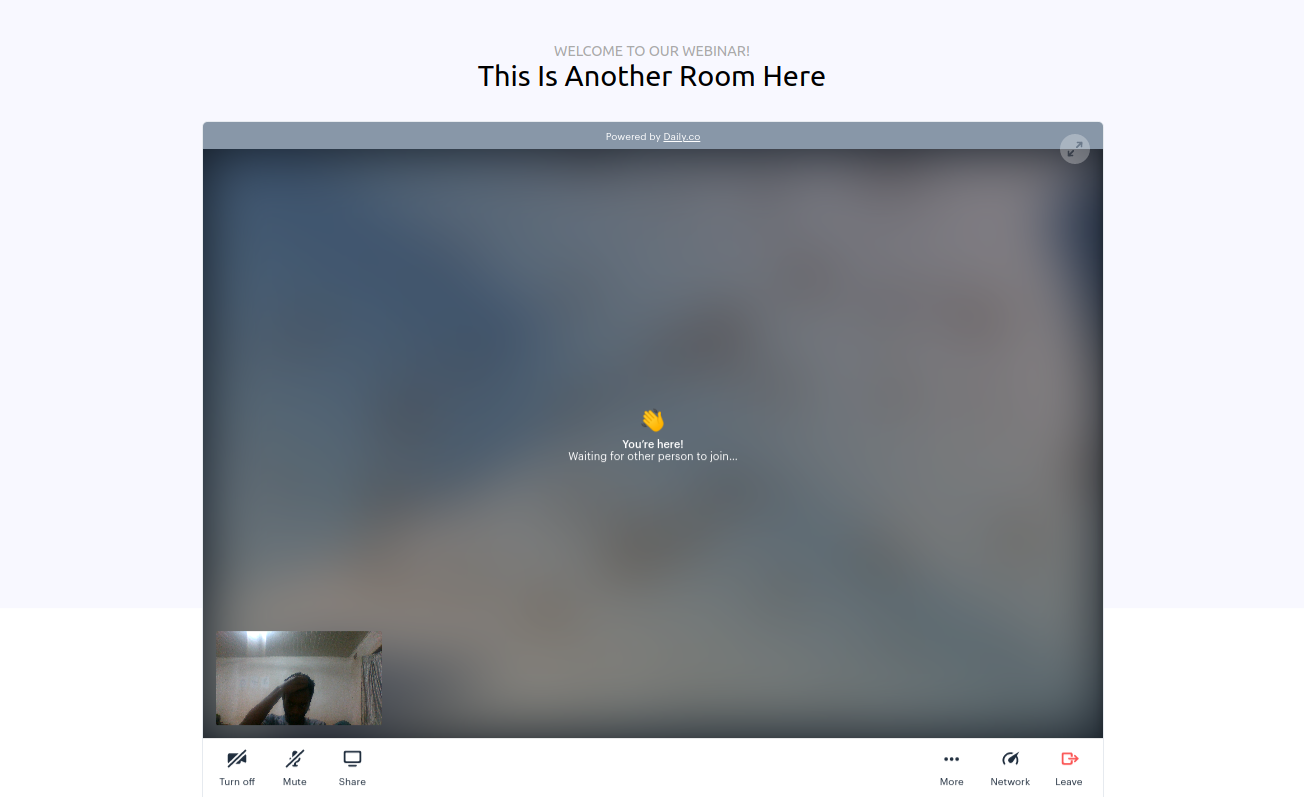 WELCOME TO OUR WEBINAR!
This Is Another Room Here
Powered by Daily.co
You're here!
Waiting for other person to join...
Turn off
Mute
Share
More
Network
Leave